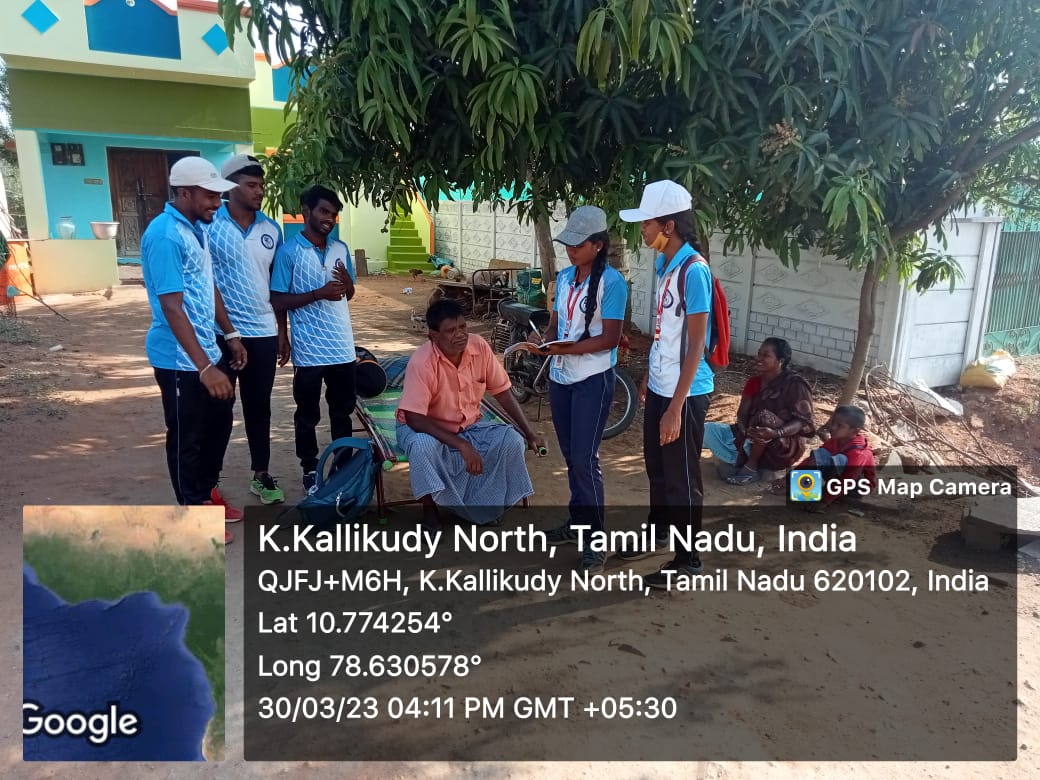 GPS Map Camera
K.Kallikudy North, Tamil Nadu, India
QJFJ+M6H, K.Kallikudy North, Tamil Nadu 620102, India
Lat 10.774254°
Long 78.630578°
30/03/23 04:11 PM GMT +05:30
Google